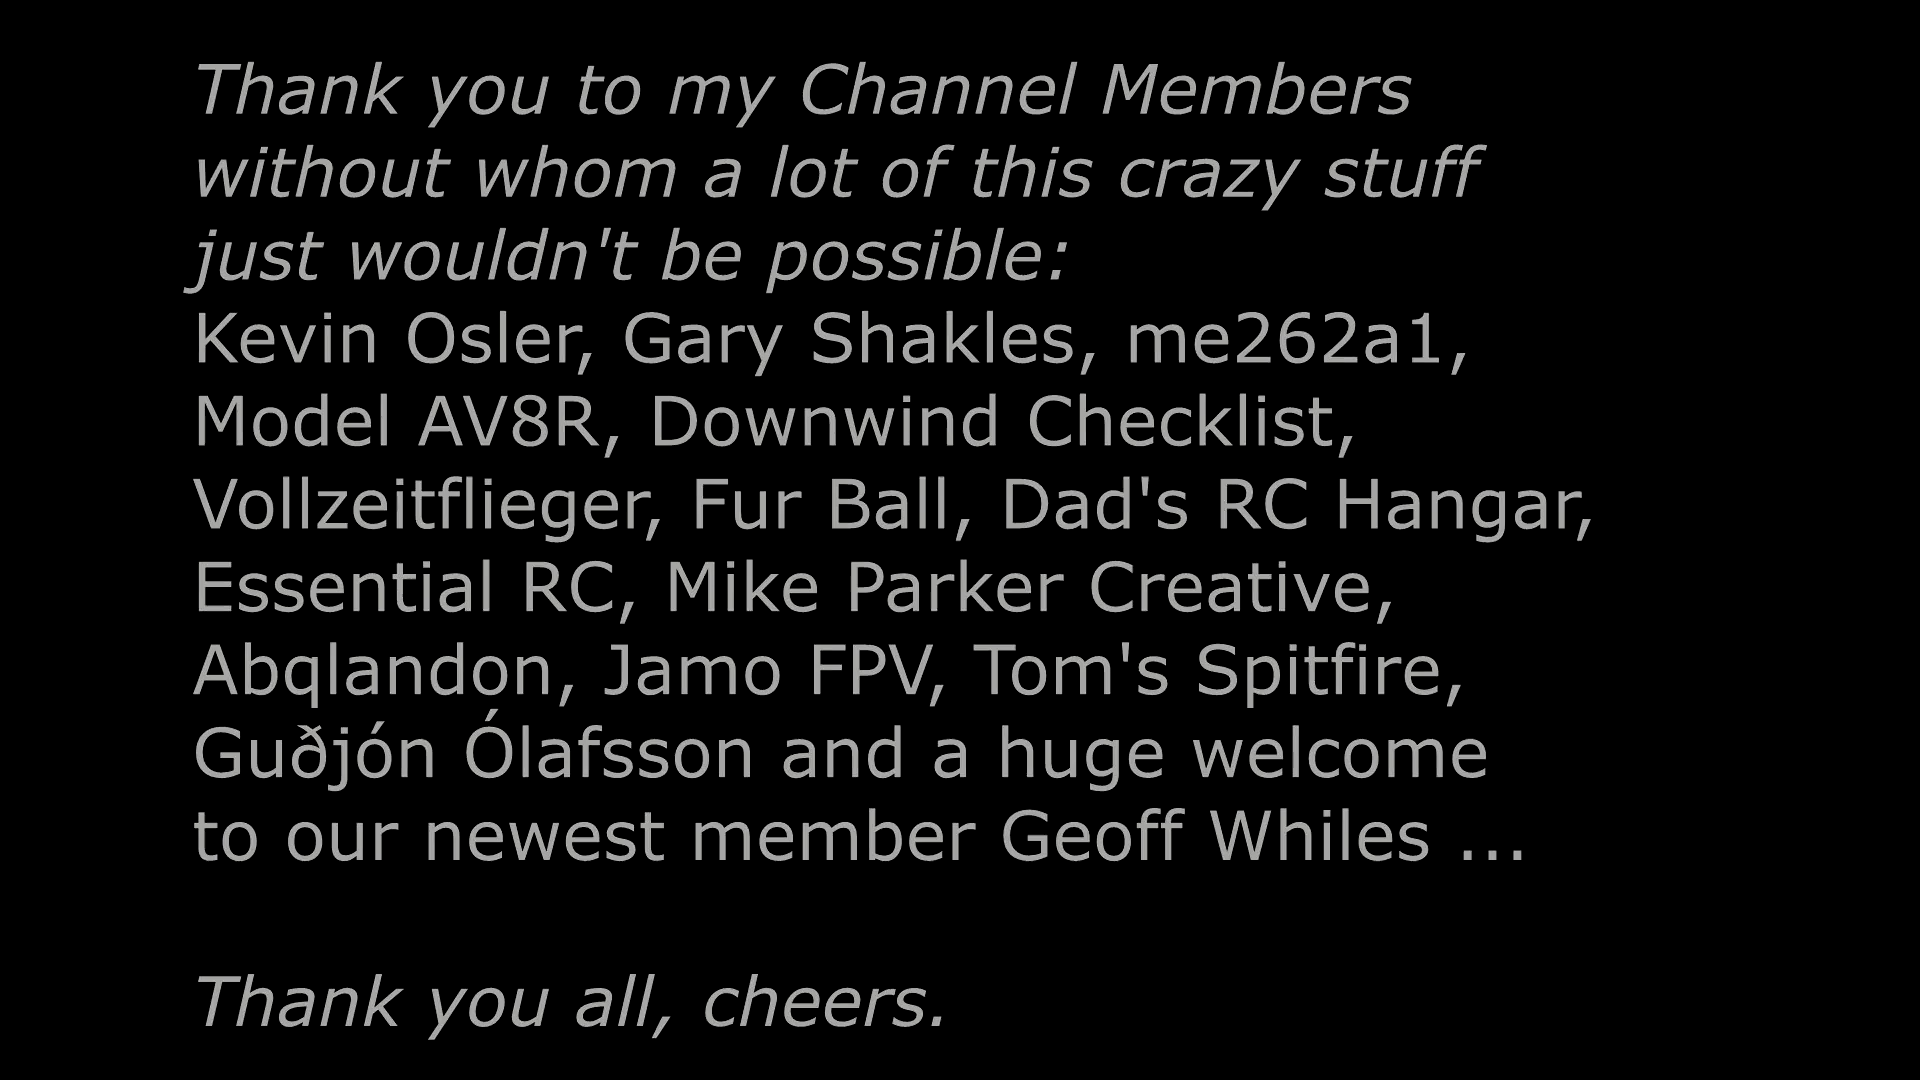 Thank you to my Channel Members
without whom a lot of this crazy stuff
just wouldn't be possible:
Kevin Osler, Gary Shakles, me262a1,
Model AV8R, Downwind Checklist,
Vollzeitflieger, Fur Ball, Dad's RC Hangar,
Essential RC, Mike Parker Creative,
Abqlandon, Jamo FPV, Tom's Spitfire,
Guðjón Ólafsson and a huge welcome
to our newest member Geoff Whiles ...
Thank you all, cheers.